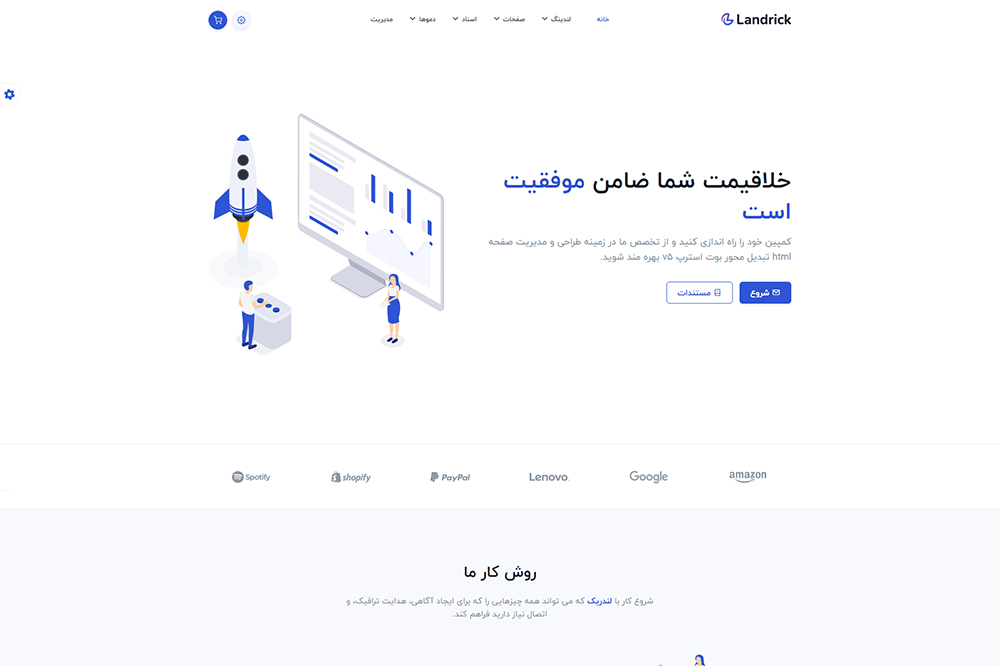 Landrick
خانه
لندینگ
صفحات
اسناد
دموها
مدیریت
خلاقیمت شما ضامن موفقیت
است
کمپین خود را راه اندازی کنید و از تخصص ما در زمینه طراحی و مدیریت صفحه
html تبدیل محور بوت استرپ v۵ بهره مند شوید.
شروع
مستندات
amazon
Google
Lenovo
PayPal
shopify
Spotify
روش کار ما
شروع کار با لندریک که می تواند همه چیزهایی را که برای ایجاد آگاهی، هدایت ترافیک، و
اتصال نیاز دارید فراهم کند.